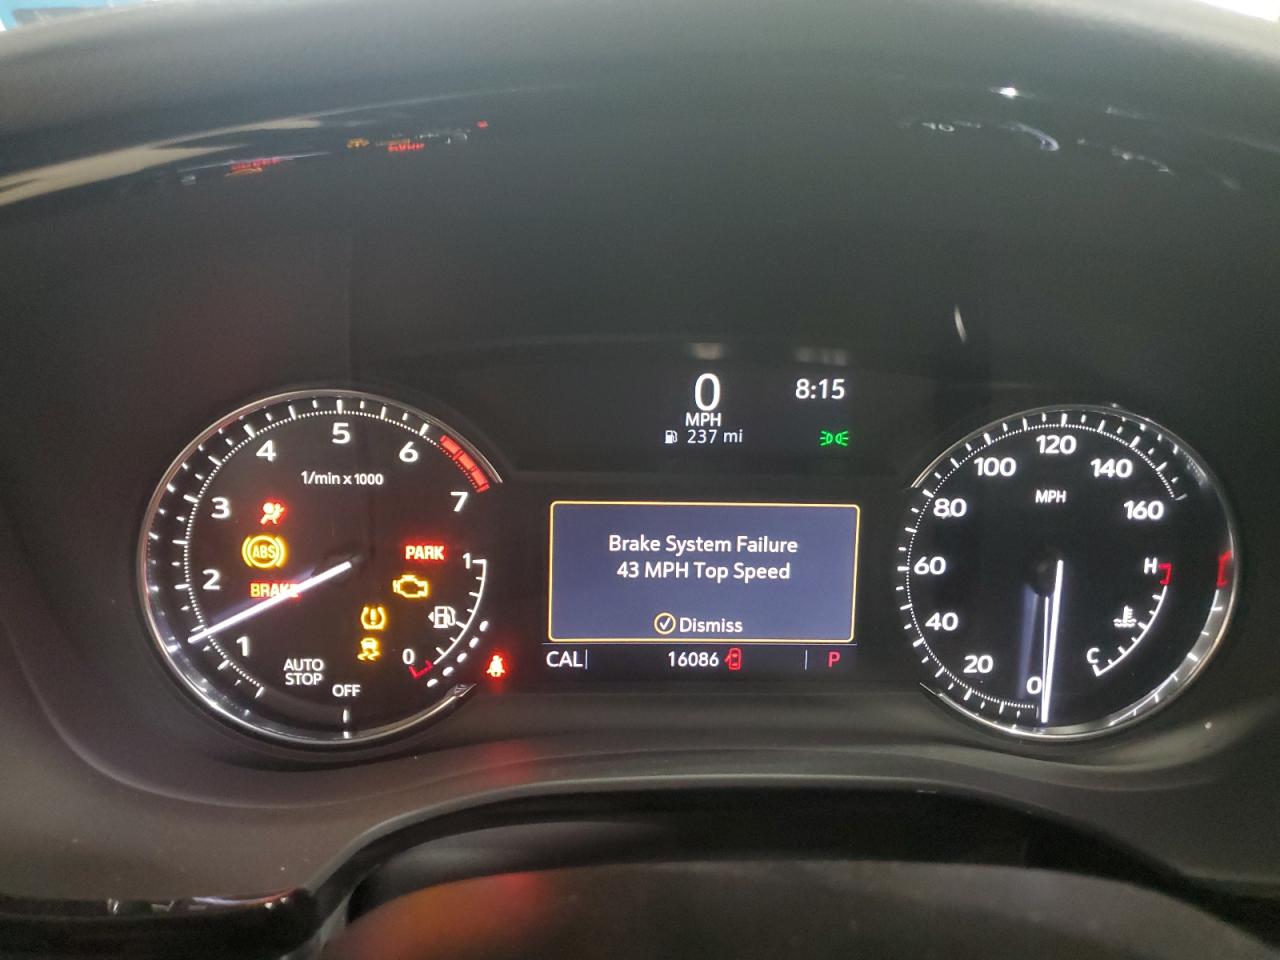 0
MPH
237 mi
8:15
1/min x 1000
1
2
3
4
5
6
7
ABS
BRAKE
PARK
AUTO
STOP
OFF
1
0
Brake System Failure
43 MPH Top Speed
Dismiss
CAL
16086
P
MPH
0
20
40
60
80
100
120
140
160
H
C